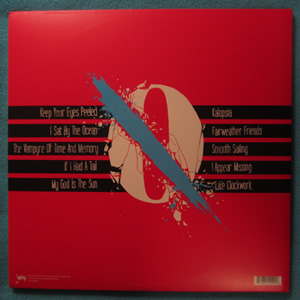 Keep Your Eyes Peeled
I Sat By The Ocean
The Vampyre Of Time And Memory
If I Had A Tail
My God Is The Sun
Kalopsia
Fairweather Friends
Smooth Sailing
I Appear Missing
...Like Clockwork